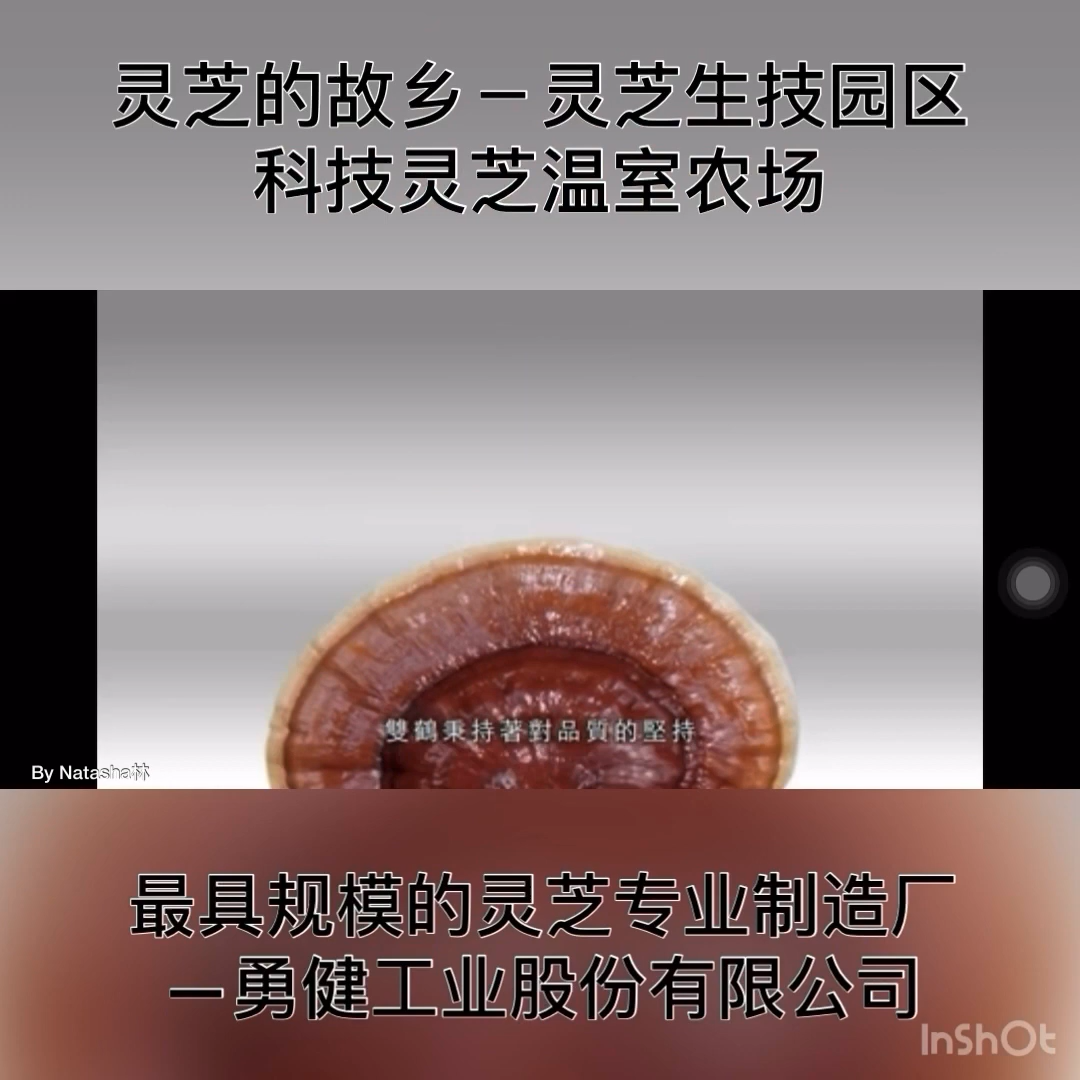 灵芝的故乡－灵芝生技园区
科技灵芝温室农场
雙鶴秉持著對品質的堅持
By Natasha林
最具规模的灵芝专业制造厂
－勇健工业股份有限公司
InShOt